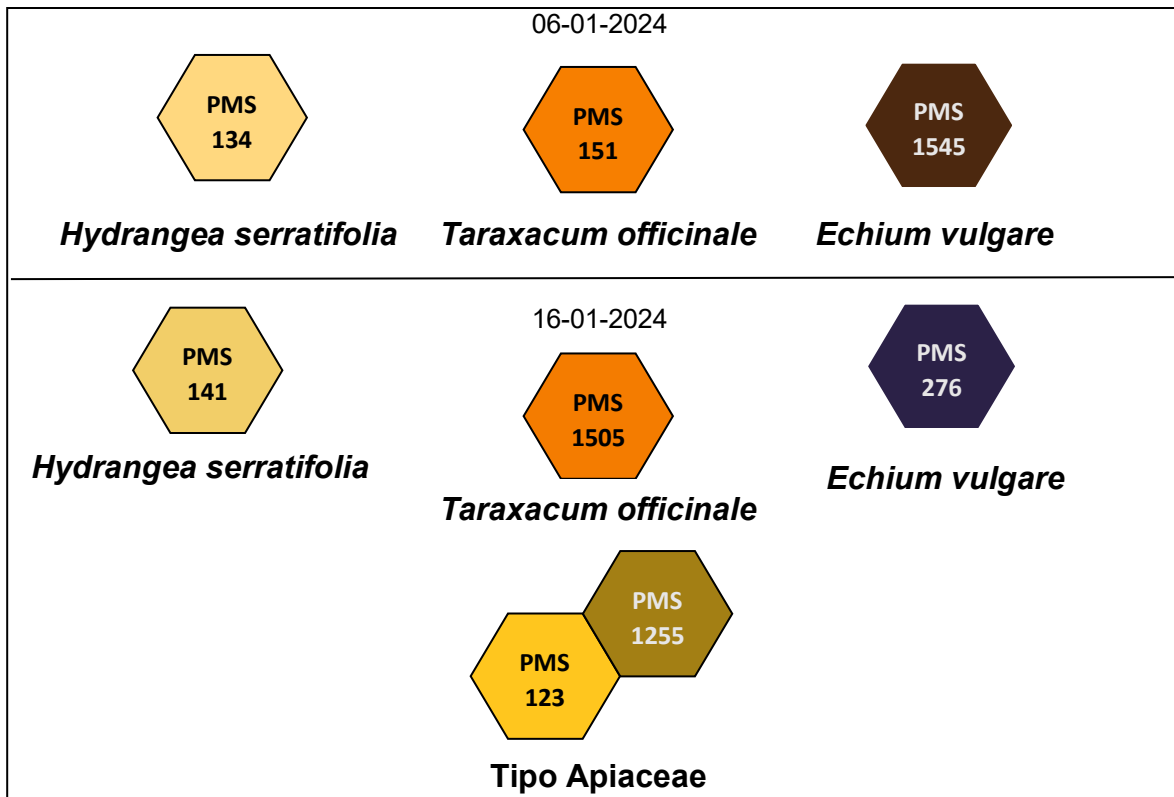 06-01-2024
PMS
134
PMS
151
PMS
1545
Hydrangea serratifolia
Taraxacum officinale
Echium vulgare
16-01-2024
PMS
141
PMS
1505
PMS
276
Hydrangea serratifolia
Taraxacum officinale
Echium vulgare
PMS
1255
PMS
123
Tipo Apiaceae